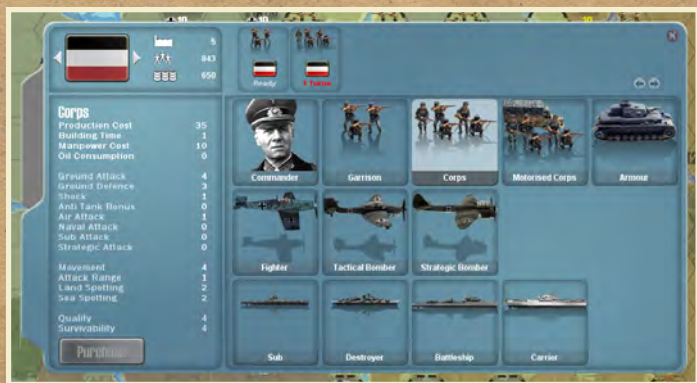 5
843
650
Ready
Corps
Production Cost 35
Building Time 1
Manpower Cost 10
Oil Consumption 0
Ground Attack 4
Ground Defence 3
Shock 1
Anti Tank Bonus 0
Air Attack 1
Naval Attack 0
Sub Attack 0
Strategic Attack 0
Movement 4
Attack Range 1
Land Spotting 2
Sea Spotting 2
Quality 4
Survivability 4
Purchase
Commander Garrison Corps Motorised Corps Armour
Fighter Tactical Bomber Strategic Bomber
Sub Destroyer Battleship Carrier